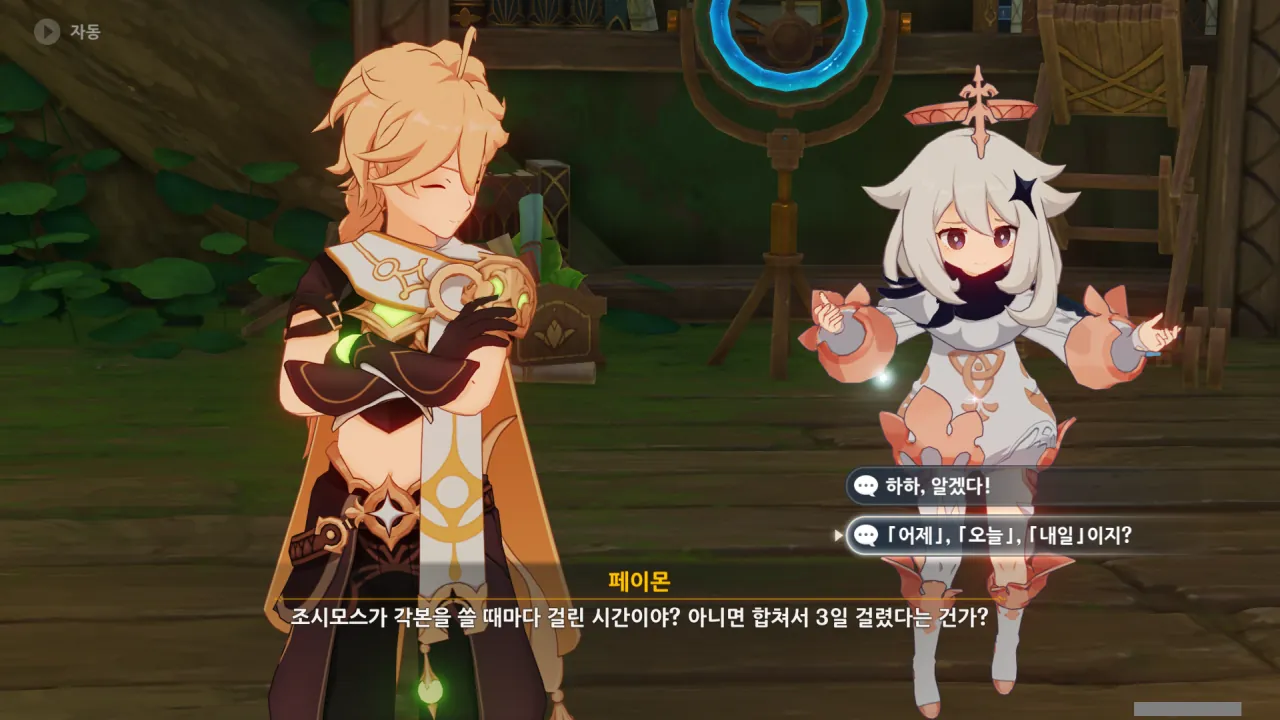 자동
하하, 알겠다!
「어제」, 「오늘」, 「내일」이지?
페이몬
조시모스가 각본을 쓸 때마다 걸린 시간이야? 아니면 합쳐서 3일 걸렸다는 건가?